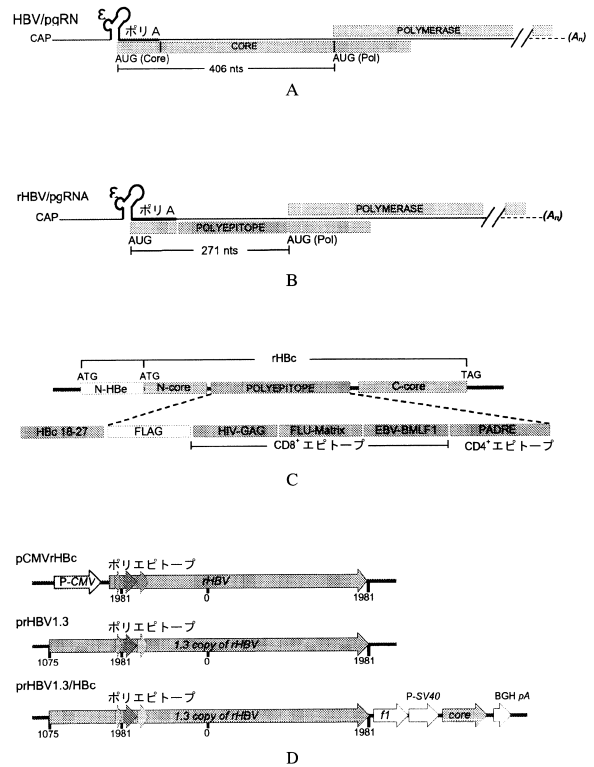 HBV/pgRN
ε
ポリA
POLYMERASE
CAP
CORE
(An)
AUG (Core)
AUG (Pol)
406 nts
A
rHBV/pgRNA
ε
ポリA
POLYMERASE
CAP
POLYEPITOPE
(An)
AUG
AUG (Pol)
271 nts
B
rHBc
ATG
ATG
TAG
N-HBe
N-core
POLYEPITOPE
C-core
HBc 18-27
FLAG
HIV-GAG
FLU-Matrix
EBV-BMLF1
PADRE
CD8+ エピトープ
CD4+ エピトープ
C
ポリエピトープ
pCMVrHBc
P-CMV
rHBV
1981
0
1981
ポリエピトープ
prHBV1.3
1.3 copy of rHBV
1075
1981
0
1981
ポリエピトープ
prHBV1.3/HBc
P-SV40
BGH pA
1.3 copy of rHBV
f1
core
1075
1981
0
1981
D